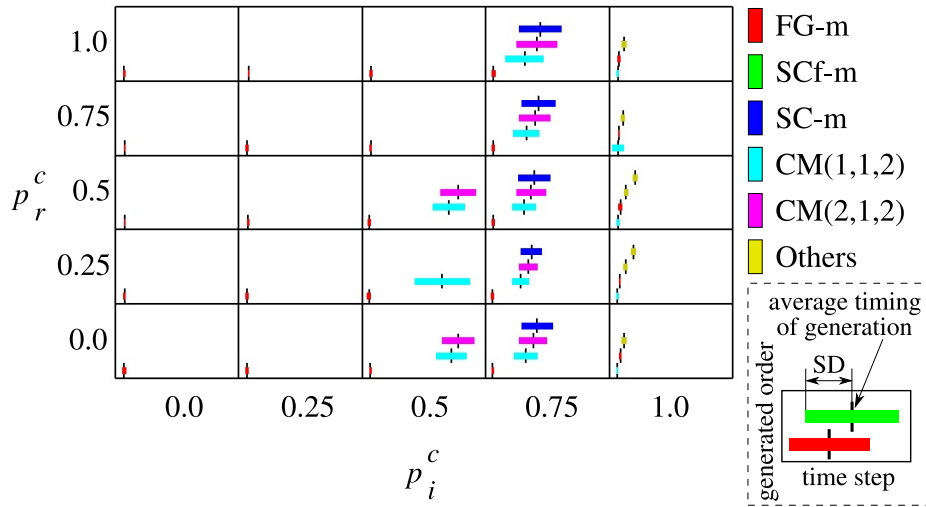 1.0
0.75
0.5
0.25
0.0
p c r
0.0 0.25 0.5 0.75 1.0
p c i
FG-m
SCf-m
SC-m
CM(1,1,2)
CM(2,1,2)
Others
average timing
of generation
SD
generated order
time step